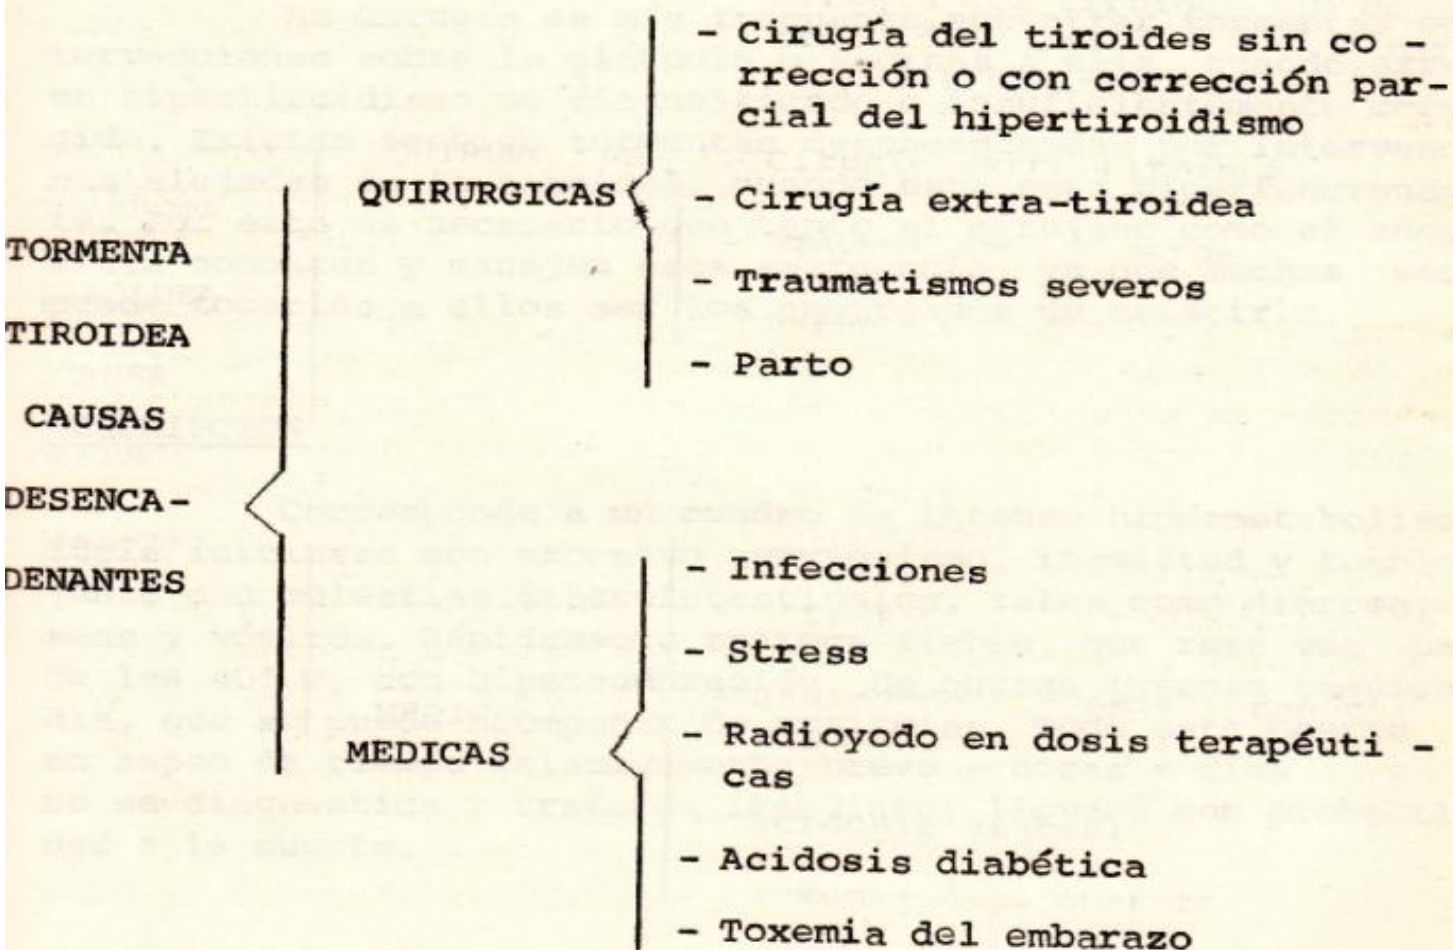 TORMENTA
TIROIDEA
CAUSAS
DESENCA-
DENANTES
QUIRURGICAS
- Cirugía del tiroides sin co -
rrección o con corrección par-
cial del hipertiroidismo
- Cirugía extra-tiroidea
- Traumatismos severos
- Parto
MEDICAS
- Infecciones
- Stress
- Radioyodo en dosis terapéuti -
cas
- Acidosis diabética
- Toxemia del embarazo